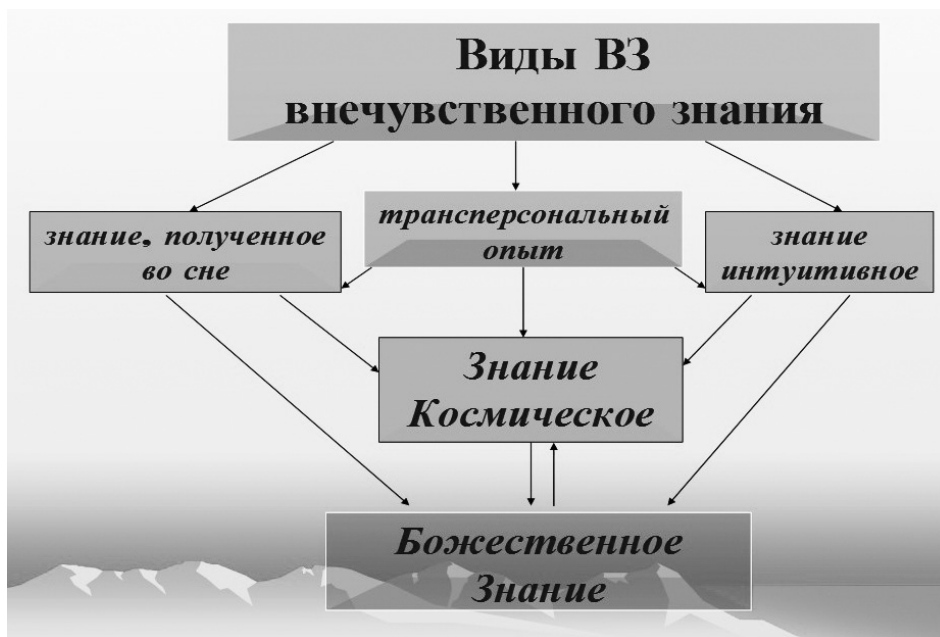 Виды ВЗ
внечувственного знания
знание, полученное
во сне
трансперсональный
опыт
знание
интуитивное
Знание
Космическое
Божественное
Знание